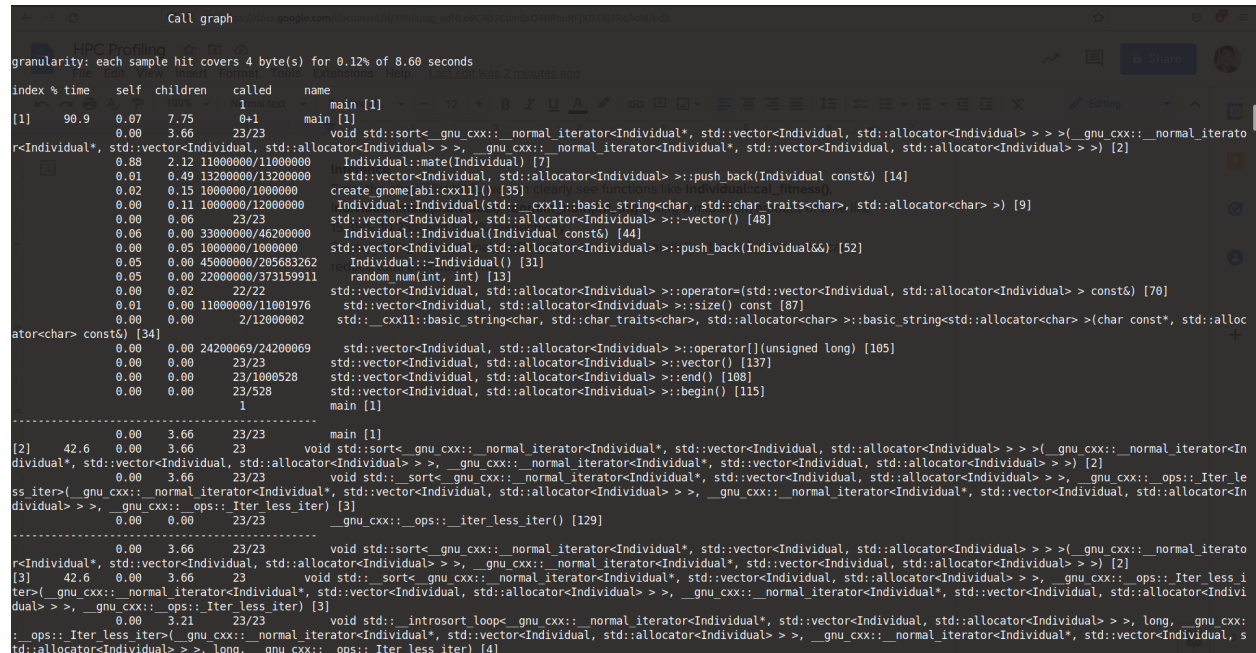 Call graph
granularity: each sample hit covers 4 byte(s) for 0.12% of 8.60 seconds
index % time self children called name
1 main [1]
[1] 90.9 0.07 7.75 0+1 main [1]
0.00 3.66 23/23 void std::sort<__gnu_cxx::__normal_iterator<Individual*, std::vector<Individual, std::allocator<Individual> > > >(__gnu_cxx::__normal_iterato
r<Individual*, std::vector<Individual, std::allocator<Individual> > >, __gnu_cxx::__normal_iterator<Individual*, std::vector<Individual, std::allocator<Individual> > >) [2]
0.88 2.12 11000000/11000000 Individual::mate(Individual) [7]
0.01 0.49 13200000/13200000 std::vector<Individual, std::allocator<Individual> >::push_back(Individual const&) [14]
0.02 0.15 1000000/1000000 create_gnome[abi:cxx11]() [35]
0.00 0.11 1000000/12000000 Individual::Individual(std::__cxx11::basic_string<char, std::char_traits<char>, std::allocator<char> >) [9]
0.00 0.06 23/23 std::vector<Individual, std::allocator<Individual> >::~vector() [48]
0.06 0.00 33000000/46200000 Individual::Individual(Individual const&) [44]
0.00 0.05 1000000/1000000 std::vector<Individual, std::allocator<Individual> >::push_back(Individual&&) [52]
0.05 0.00 45000000/205683262 Individual::~Individual() [31]
0.05 0.00 22000000/373159911 random_num(int, int) [13]
0.00 0.02 22/22 std::vector<Individual, std::allocator<Individual> >::operator=(std::vector<Individual, std::allocator<Individual> > const&) [70]
0.01 0.00 11000000/11001976 std::vector<Individual, std::allocator<Individual> >::size() const [87]
0.00 0.00 2/12000002 std::__cxx11::basic_string<char, std::char_traits<char>, std::allocator<char> >::basic_string<std::allocator<char> >(char const*, std::alloc
ator<char> const&) [34]
0.00 0.00 24200069/24200069 std::vector<Individual, std::allocator<Individual> >::operator[](unsigned long) [105]
0.00 0.00 23/23 std::vector<Individual, std::allocator<Individual> >::vector() [137]
0.00 0.00 23/1000528 std::vector<Individual, std::allocator<Individual> >::end() [108]
0.00 0.00 23/528 std::vector<Individual, std::allocator<Individual> >::begin() [115]
1 main [1]
-----------------------------------------------
0.00 3.66 23/23 main [1]
[2] 42.6 0.00 3.66 23 void std::sort<__gnu_cxx::__normal_iterator<Individual*, std::vector<Individual, std::allocator<Individual> > > >(__gnu_cxx::__normal_iterator<In
dividual*, std::vector<Individual, std::allocator<Individual> > >, __gnu_cxx::__normal_iterator<Individual*, std::vector<Individual, std::allocator<Individual> > >) [2]
0.00 3.66 23/23 void std::__sort<__gnu_cxx::__normal_iterator<Individual*, std::vector<Individual, std::allocator<Individual> > >, __gnu_cxx::__ops::_Iter_le
ss_iter>(__gnu_cxx::__normal_iterator<Individual*, std::vector<Individual, std::allocator<Individual> > >, __gnu_cxx::__normal_iterator<Individual*, std::vector<Individual, std::allocator<In
dividual> > >, __gnu_cxx::__ops::_Iter_less_iter) [3]
0.00 0.00 23/23 __gnu_cxx::__ops::__iter_less_iter() [129]
-----------------------------------------------
0.00 3.66 23/23 void std::sort<__gnu_cxx::__normal_iterator<Individual*, std::vector<Individual, std::allocator<Individual> > > >(__gnu_cxx::__normal_iterato
r<Individual*, std::vector<Individual, std::allocator<Individual> > >, __gnu_cxx::__normal_iterator<Individual*, std::vector<Individual, std::allocator<Individual> > >) [2]
[3] 42.6 0.00 3.66 23 void std::__sort<__gnu_cxx::__normal_iterator<Individual*, std::vector<Individual, std::allocator<Individual> > >, __gnu_cxx::__ops::_Iter_less_i
ter>(__gnu_cxx::__normal_iterator<Individual*, std::vector<Individual, std::allocator<Individual> > >, __gnu_cxx::__normal_iterator<Individual*, std::vector<Individual, std::allocator<Indivi
dual> > >, __gnu_cxx::__ops::_Iter_less_iter) [3]
0.00 3.21 23/23 void std::__introsort_loop<__gnu_cxx::__normal_iterator<Individual*, std::vector<Individual, std::allocator<Individual> > >, long, __gnu_cxx:
:__ops::_Iter_less_iter>(__gnu_cxx::__normal_iterator<Individual*, std::vector<Individual, std::allocator<Individual> > >, __gnu_cxx::__normal_iterator<Individual*, std::vector<Individual, s
td::allocator<Individual> > >, long, __gnu_cxx::__ops::_Iter_less_iter) [4]